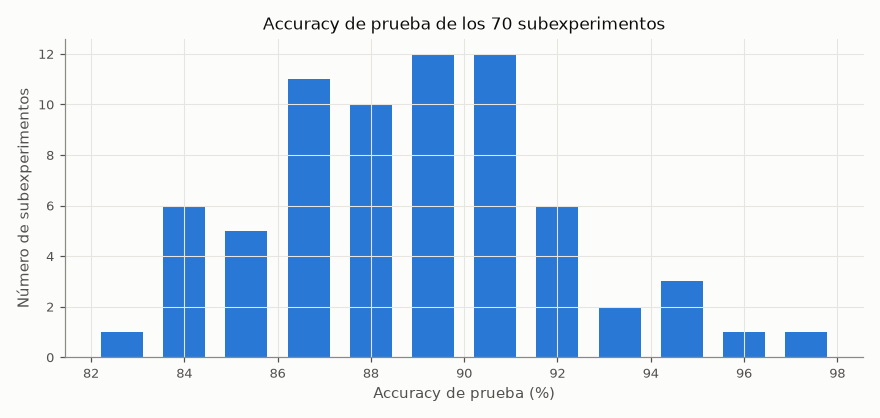 Accuracy de prueba de los 70 subexperimentos
12
10
8
6
4
2
0
Número de subexperimentos
82 84 86 88 90 92 94 96 98
Accuracy de prueba (%)